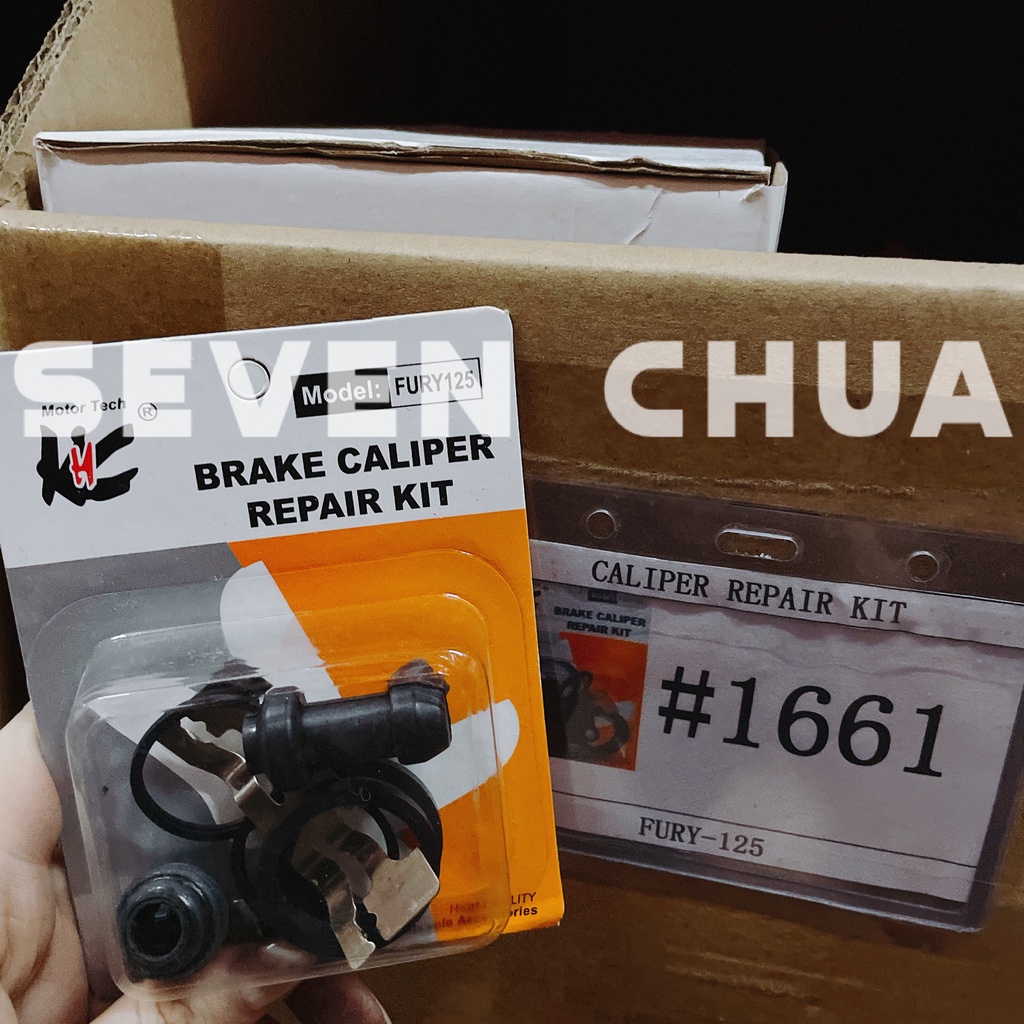 SEVEN CHUA
Model: FURY125
Motor Tech ®
BRAKE CALIPER
REPAIR KIT
CALIPER REPAIR KIT
BRAKE CALIPER
REPAIR KIT
#1661
FURY-125